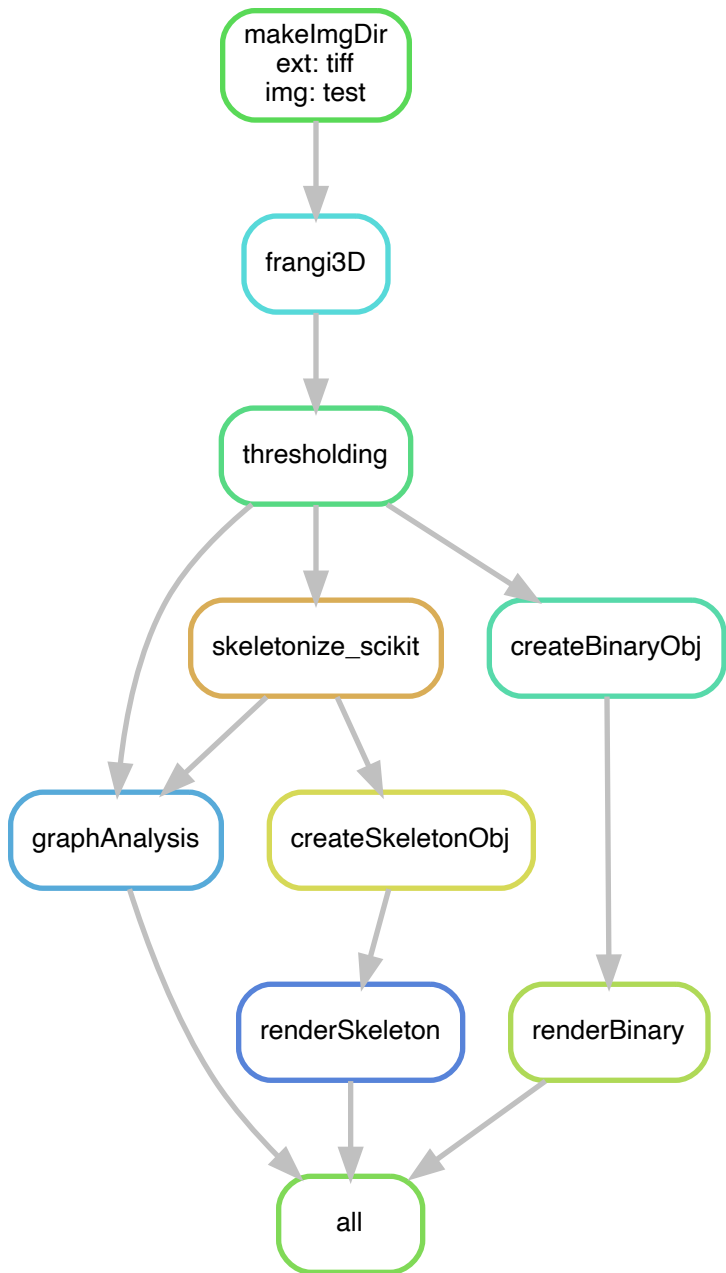 makeImgDir
ext: tiff
img: test
frangi3D
thresholding
skeletonize_scikit
createBinaryObj
graphAnalysis
createSkeletonObj
renderSkeleton
renderBinary
all